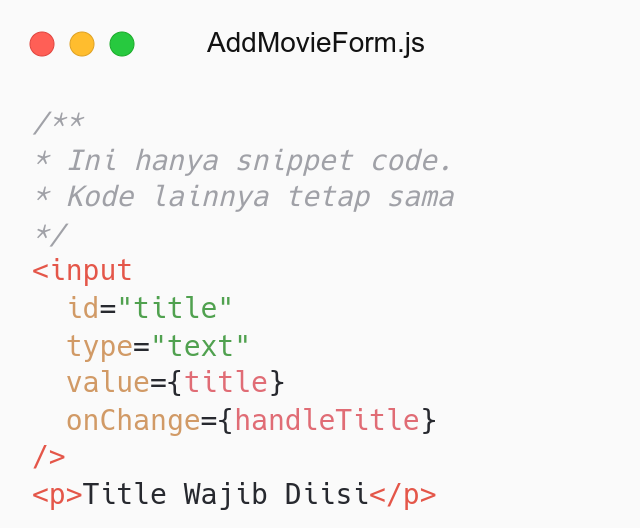 AddMovieForm.js
/**
* Ini hanya snippet code.
* Kode lainnya tetap sama
*/
<input
  id="title"
  type="text"
  value={title}
  onChange={handleTitle}
/>
<p>Title Wajib Diisi</p>